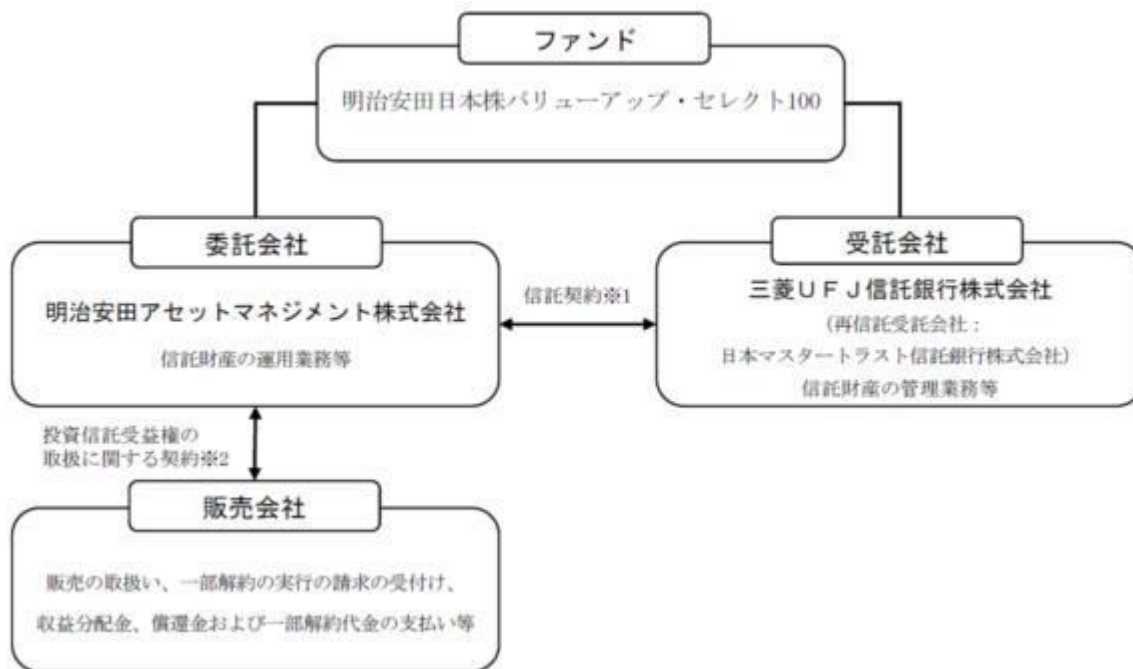 ファンド
明治安田日本株バリューアップ・セレクト100
委託会社
明治安田アセットマネジメント株式会社
信託財産の運用業務等
信託契約※1
受託会社
三菱UFJ信託銀行株式会社
(再信託受託会社:
日本マスタートラスト信託銀行株式会社)
信託財産の管理業務等
投資信託受益権の
取扱に関する契約※2
販売会社
販売の取扱い、一部解約の実行の請求の受付け、
収益分配金、償還金および一部解約代金の支払い等